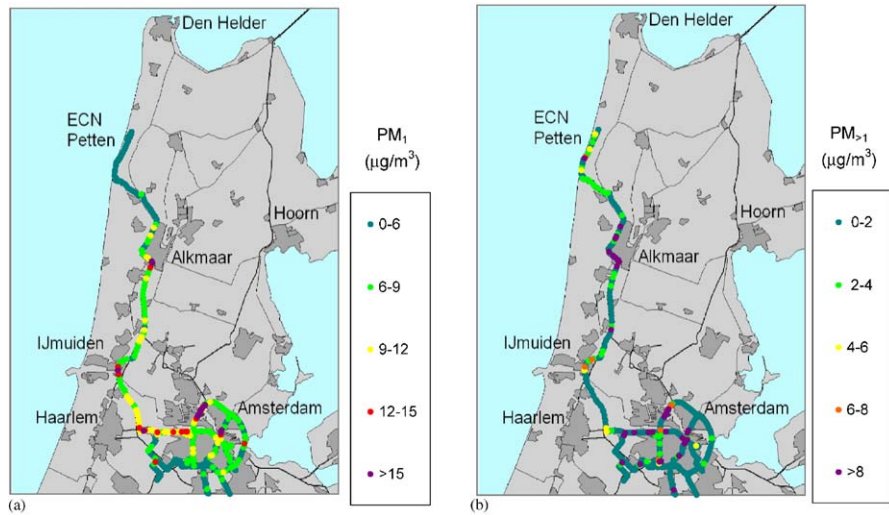 Den Helder
ECN
Petten
Hoorn
Alkmaar
IJmuiden
Haarlem
Amsterdam
(a)
PM₁
(µg/m³)
0-6
6-9
9-12
12-15
>15
Den Helder
ECN
Petten
Hoorn
Alkmaar
IJmuiden
Haarlem
Amsterdam
(b)
PM>1
(µg/m³)
0-2
2-4
4-6
6-8
>8